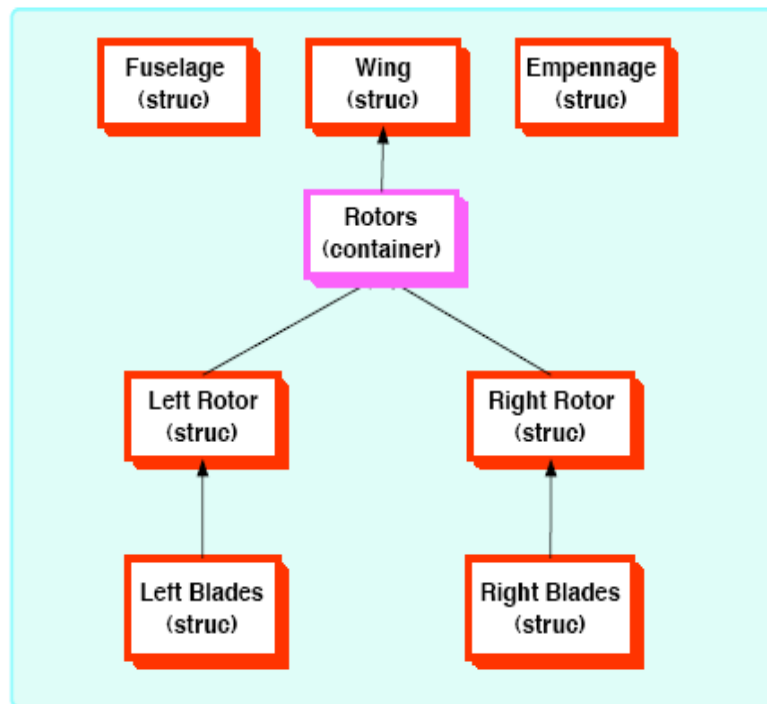 Fuselage
(struc)
Wing
(struc)
Empennage
(struc)
Rotors
(container)
Left Rotor
(struc)
Right Rotor
(struc)
Left Blades
(struc)
Right Blades
(struc)